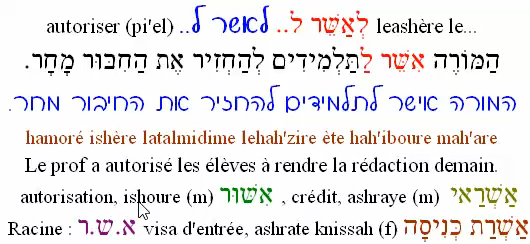 autoriser (pi'el) לאשר ל.. לְאַשֵּׁר לְ.. leashère le...
הַמּוֹרֶה אִשֵּׁר לַתַּלְמִידִים לְהַחְזִיר אֶת הַחִבּוּר מָחָר.
המורה אישר לתלמידים להחזיר את החיבור מחר.
hamoré ishère latalmidime lehah'zire ète hah'iboure mah'are
Le prof a autorisé les élèves à rendre la rédaction demain.
autorisation, ishoure (m) אִשּׁוּר , crédit, ashraye (m) אַשְׁרַאי
Racine : א.ש.ר visa d'entrée, ashrate knissah (f) אַשְׁרַת כְּנִיסָה